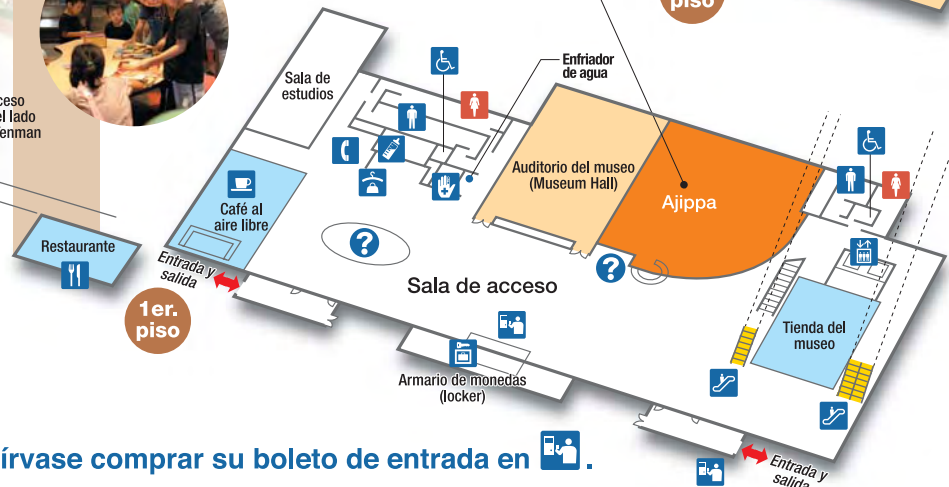 piso
ceso
el lado
enman
Sala de
estudios
Enfriador
de agua
Auditorio del museo
(Museum Hall)
Ajippa
Café al
aire libre
Restaurante
Entrada y
salida
1er.
piso
?
?
Sala de acceso
Tienda del
museo
Armario de monedas
(locker)
írvase comprar su boleto de entrada en .
Entrada y
salida